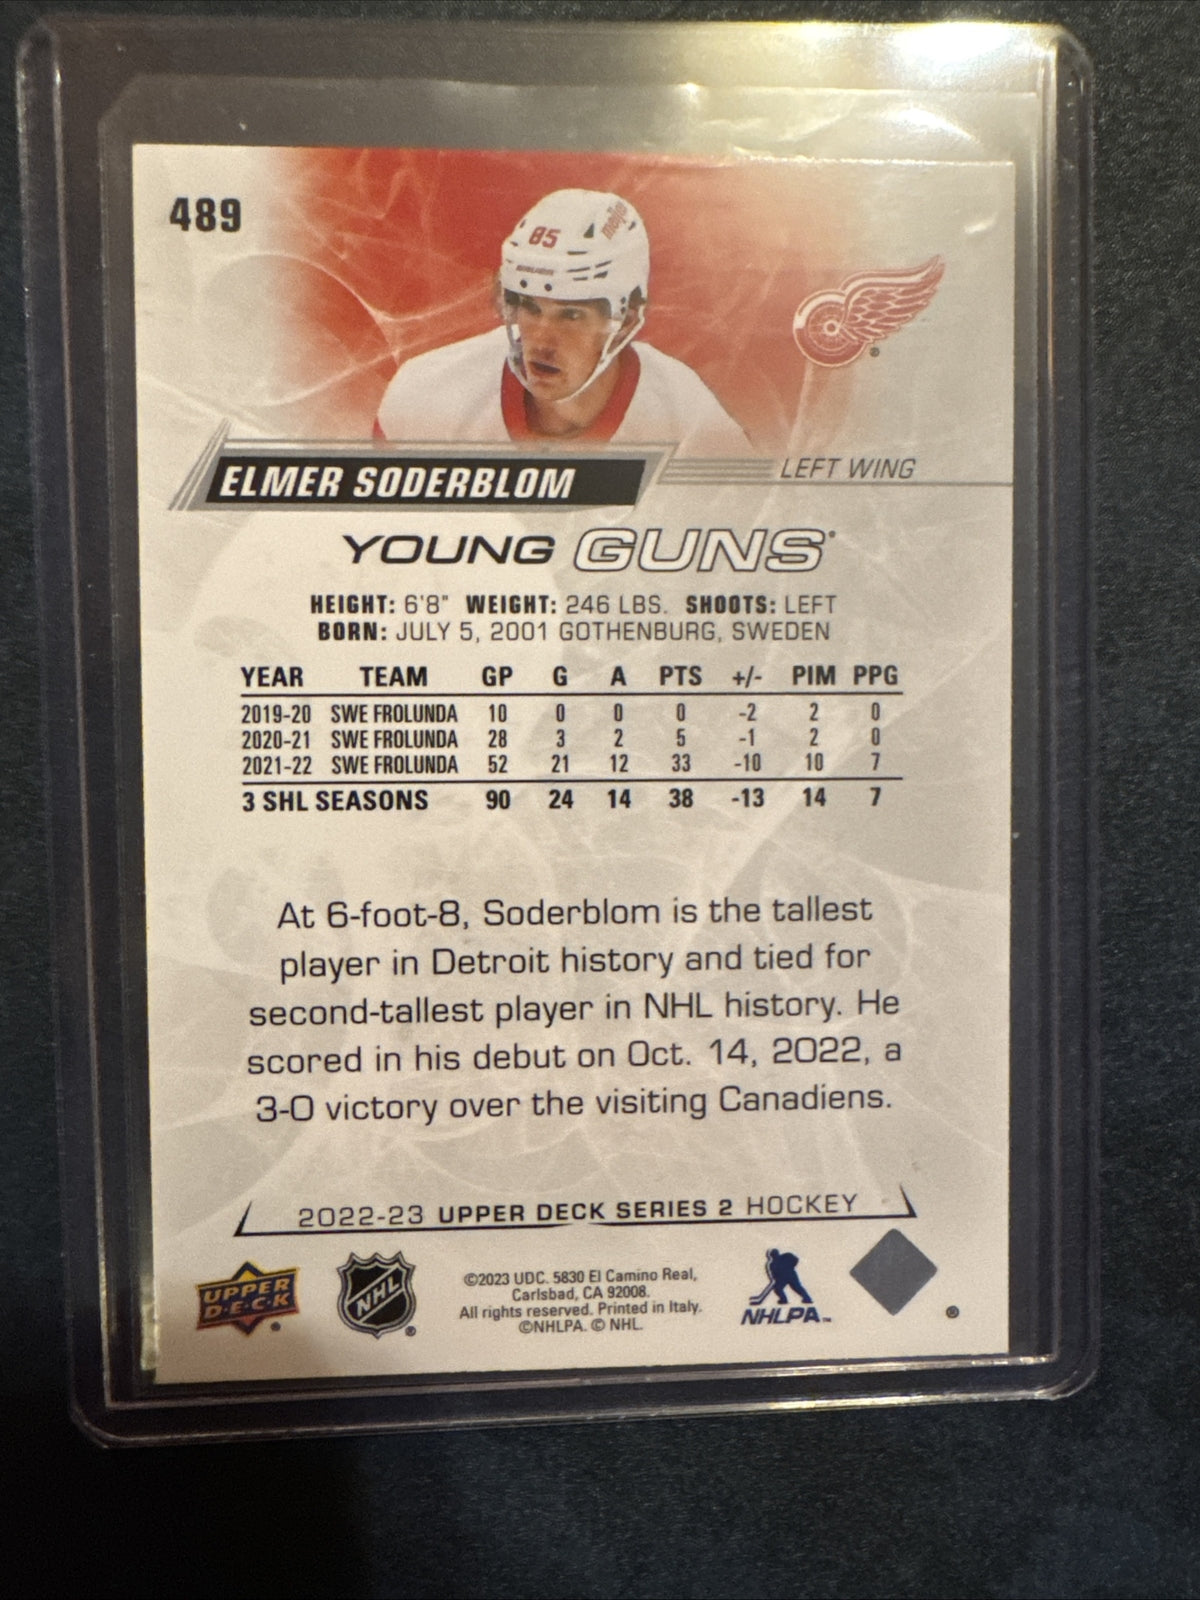 489
85
meijer
ELMER SODERBLOM
LEFT WING
YOUNG GUNS®
HEIGHT: 6'8" WEIGHT: 246 LBS. SHOOTS: LEFT
BORN: JULY 5, 2001 GOTHENBURG, SWEDEN
YEAR TEAM GP G A PTS +/- PIM PPG
2019-20 SWE FROLUNDA 10 0 0 0 -2 2 0
2020-21 SWE FROLUNDA 28 3 2 5 -1 2 0
2021-22 SWE FROLUNDA 52 21 12 33 -10 10 7
3 SHL SEASONS 90 24 14 38 -13 14 7
At 6-foot-8, Soderblom is the tallest
player in Detroit history and tied for
second-tallest player in NHL history. He
scored in his debut on Oct. 14, 2022, a
3-0 victory over the visiting Canadiens.
2022-23 UPPER DECK SERIES 2 HOCKEY
UPPER
D·E·C·K ®
NHL ®
©2023 UDC. 5830 El Camino Real,
Carlsbad, CA 92008.
All rights reserved. Printed in Italy.
©NHLPA. © NHL.
NHLPA™
®